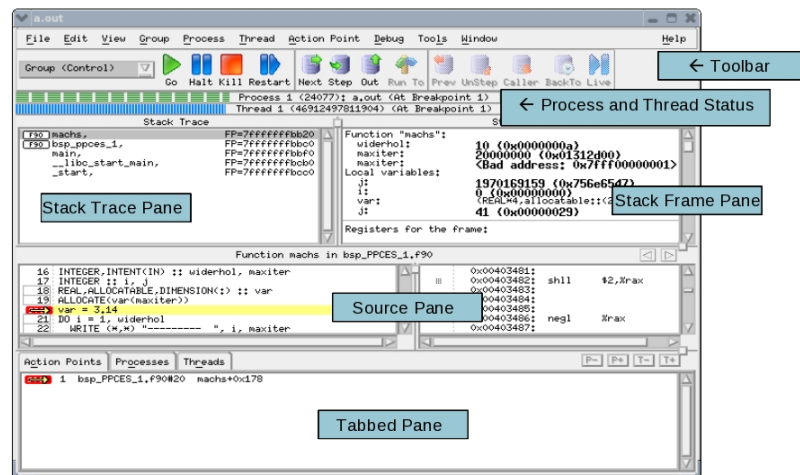 a.out
File Edit View Group Process Thread Action Point Debug Tools Window Help
Group (Control)
Go Halt Kill Restart Next Step Out Run To Prev UnStep Caller BackTo Live
← Toolbar
Process 1 (24077): a.out (At Breakpoint 1)
Thread 1 (46912497811904) (At Breakpoint 1)
← Process and Thread Status
Stack Trace
F90 machs, FP=7fffffffbb20
F90 bsp_ppces_1, FP=7fffffffbbc0
main, FP=7fffffffbbf0
__libc_start_main, FP=7fffffffbcb0
_start, FP=7fffffffbcc0
Stack Trace Pane
Function "machs":
widerhol: 10 (0x0000000a)
maxiter: 20000000 (0x01312d00)
maxiter: <Bad address: 0x7fff00000001>
Local variables:
j: 1970169159 (0x756e6547)
i: 0 (0x00000000)
var: (REAL*4,allocatable::(2
j: 41 (0x00000029)
Registers for the frame:
Stack Frame Pane
Function machs in bsp_PPCES_1.f90
16 INTEGER,INTENT(IN) :: widerhol, maxiter
17 INTEGER :: i, j
18 REAL,ALLOCATABLE,DIMENSION(:) :: var
19 ALLOCATE(var(maxiter))
var = 3.14
21 DO i = 1, widerhol
22 WRITE (*,*) "--------- ", i, maxiter
Source Pane
0x00403481:
0x00403482: shll $2,%rax
0x00403483:
0x00403484:
0x00403485:
0x00403486: negl %rax
0x00403487:
Action Points Processes Threads P- P+ T- T+
1 bsp_PPCES_1.f90#20 machs+0x178
Tabbed Pane